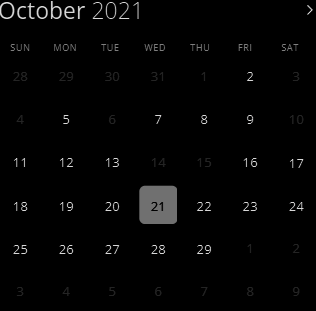 October 2021
SUN MON TUE WED THU FRI SAT
28 29 30 31 1 2 3
4 5 6 7 8 9 10
11 12 13 14 15 16 17
18 19 20 21 22 23 24
25 26 27 28 29 1 2
3 4 5 6 7 8 9